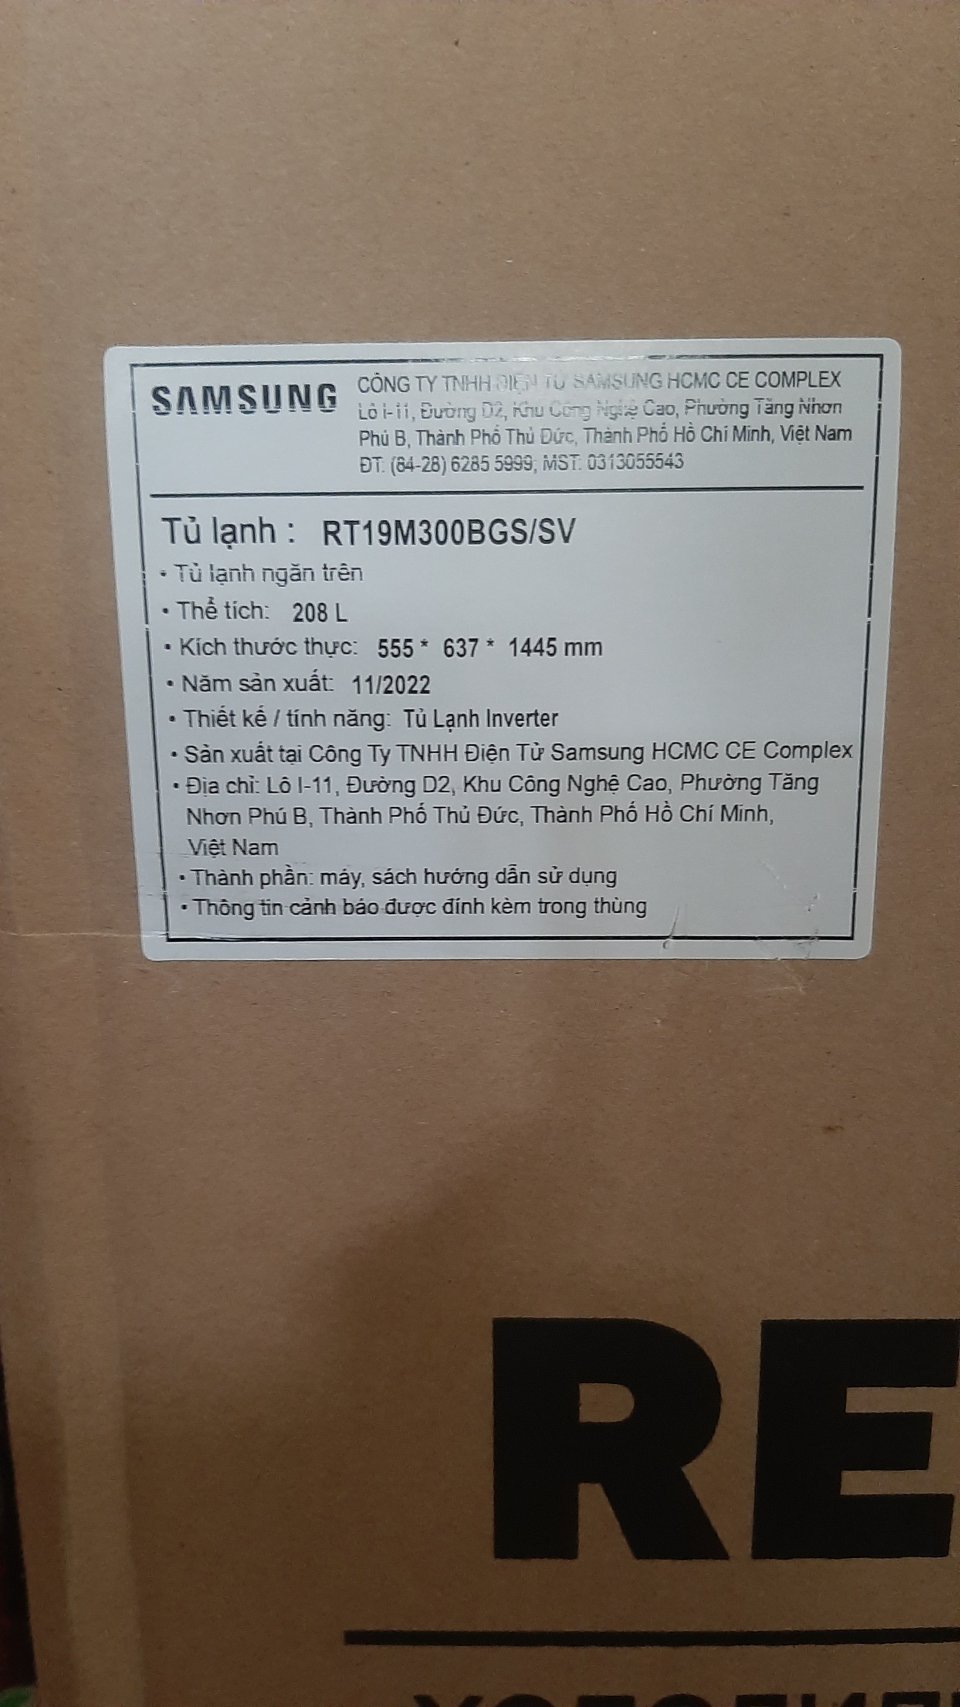 SAMSUNG
CÔNG TY TNHH ĐIỆN TỬ SAMSUNG HCMC CE COMPLEX
Lô I-11, Đường D2, Khu Công Nghệ Cao, Phường Tăng Nhơn
Phú B, Thành Phố Thủ Đức, Thành Phố Hồ Chí Minh, Việt Nam
ĐT: (84-28) 6285 5999; MST: 0313055543
Tủ lạnh : RT19M300BGS/SV
• Tủ lạnh ngăn trên
• Thể tích: 208 L
• Kích thước thực: 555 * 637 * 1445 mm
• Năm sản xuất: 11/2022
• Thiết kế / tính năng: Tủ Lạnh Inverter
• Sản xuất tại Công Ty TNHH Điện Tử Samsung HCMC CE Complex
• Địa chỉ: Lô I-11, Đường D2, Khu Công Nghệ Cao, Phường Tăng
Nhơn Phú B, Thành Phố Thủ Đức, Thành Phố Hồ Chí Minh,
Việt Nam
• Thành phần: máy, sách hướng dẫn sử dụng
• Thông tin cảnh báo được đính kèm trong thùng
RE